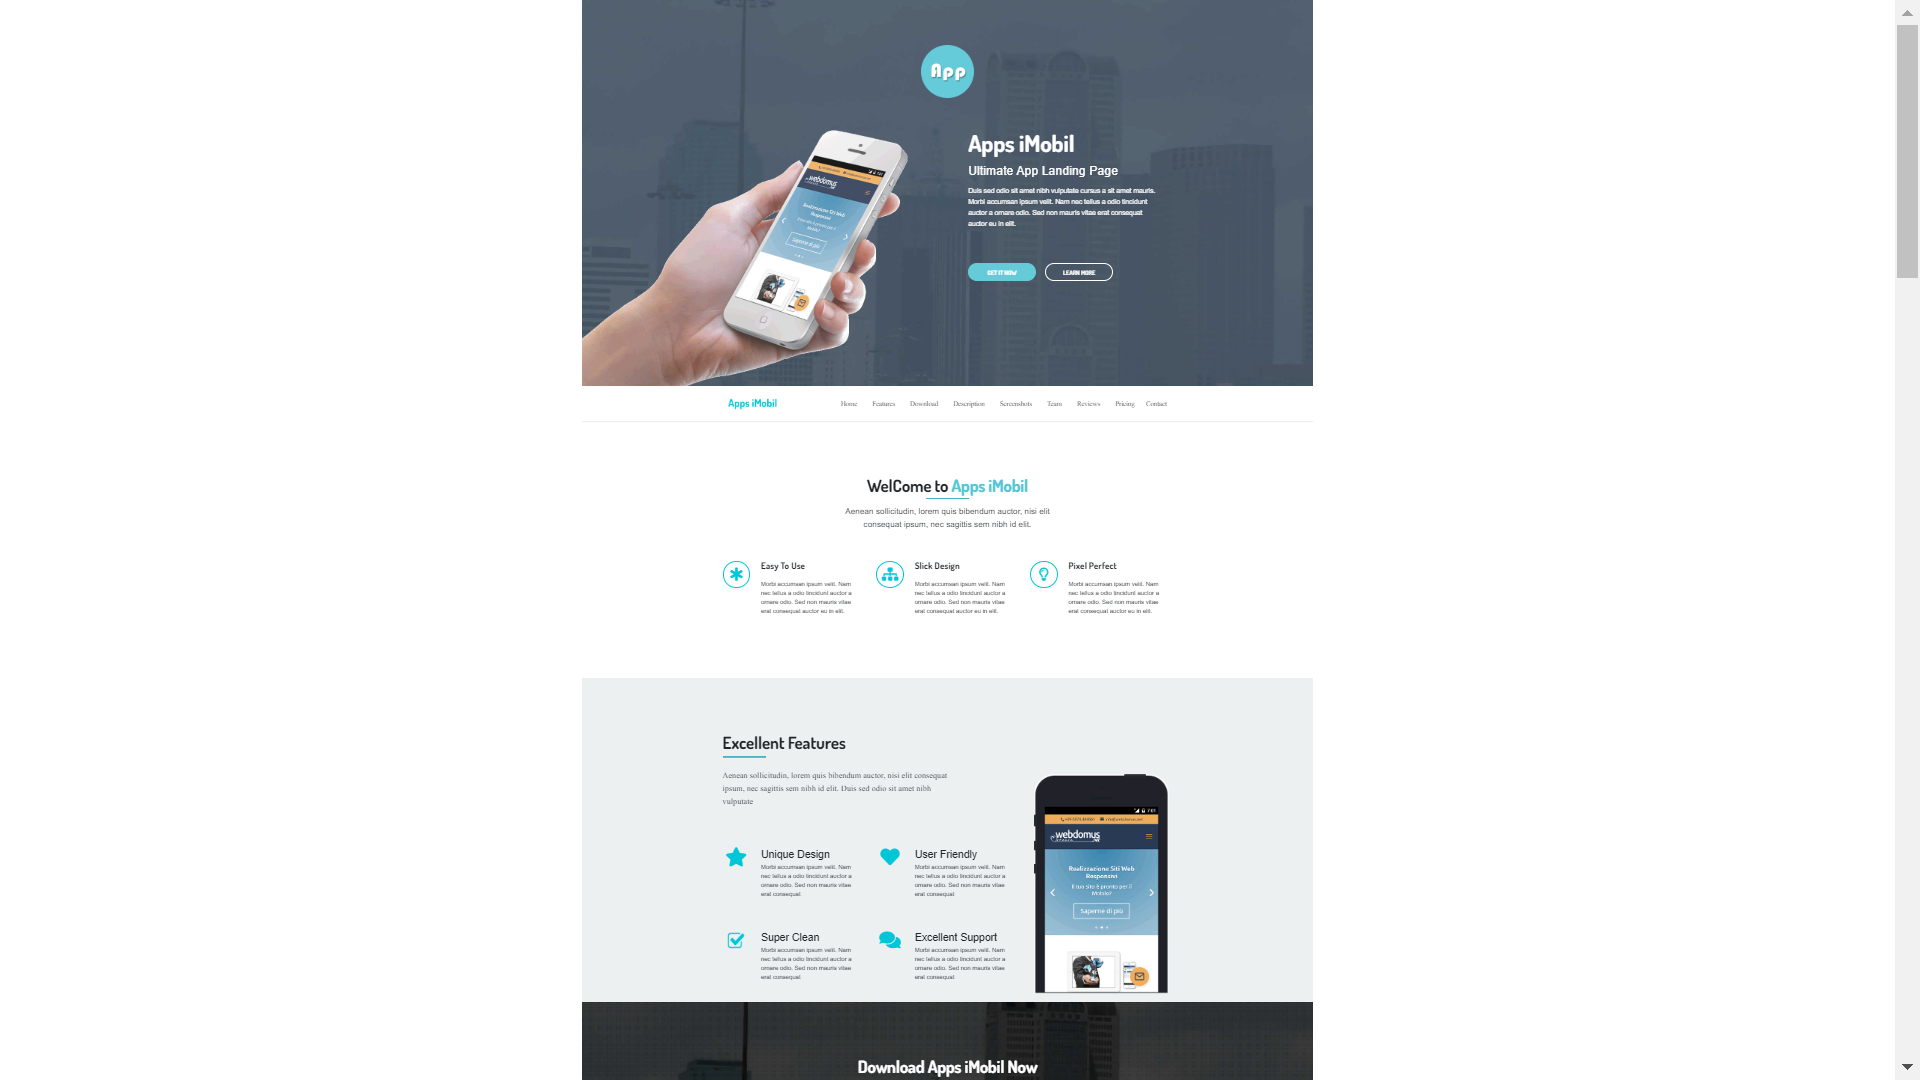 App
Apps iMobil
Ultimate App Landing Page
Duis sed odio sit amet nibh vulputate cursus a sit amet mauris.
Morbi accumsan ipsum velit. Nam nec tellus a odio tincidunt
auctor a ornare odio. Sed non mauris vitae erat consequat
auctor eu in elit.
GET IT NOW
LEARN MORE
webdomus
Realizzazione Siti Web
Responsivi
Saperne di più
Apps iMobil
Home Features Download Description Screenshots Team Reviews Pricing Contact
WelCome to Apps iMobil
Aenean sollicitudin, lorem quis bibendum auctor, nisi elit
consequat ipsum, nec sagittis sem nibh id elit.
Easy To Use
Morbi accumsan ipsum velit. Nam
nec tellus a odio tincidunt auctor a
ornare odio. Sed non mauris vitae
erat consequat auctor eu in elit.
Slick Design
Morbi accumsan ipsum velit. Nam
nec tellus a odio tincidunt auctor a
ornare odio. Sed non mauris vitae
erat consequat auctor eu in elit.
Pixel Perfect
Morbi accumsan ipsum velit. Nam
nec tellus a odio tincidunt auctor a
ornare odio. Sed non mauris vitae
erat consequat auctor eu in elit.
Excellent Features
Aenean sollicitudin, lorem quis bibendum auctor, nisi elit consequat
ipsum, nec sagittis sem nibh id elit. Duis sed odio sit amet nibh
vulputate
Unique Design
Morbi accumsan ipsum velit. Nam
nec tellus a odio tincidunt auctor a
ornare odio. Sed non mauris vitae
erat consequat
User Friendly
Morbi accumsan ipsum velit. Nam
nec tellus a odio tincidunt auctor a
ornare odio. Sed non mauris vitae
erat consequat
Super Clean
Morbi accumsan ipsum velit. Nam
nec tellus a odio tincidunt auctor a
ornare odio. Sed non mauris vitae
erat consequat
Excellent Support
Morbi accumsan ipsum velit. Nam
nec tellus a odio tincidunt auctor a
ornare odio. Sed non mauris vitae
erat consequat
7:01
webdomus
Realizzazione Siti Web
Responsivi
Il tuo sito è pronto per il
Mobile?
Saperne di più
Download Apps iMobil Now